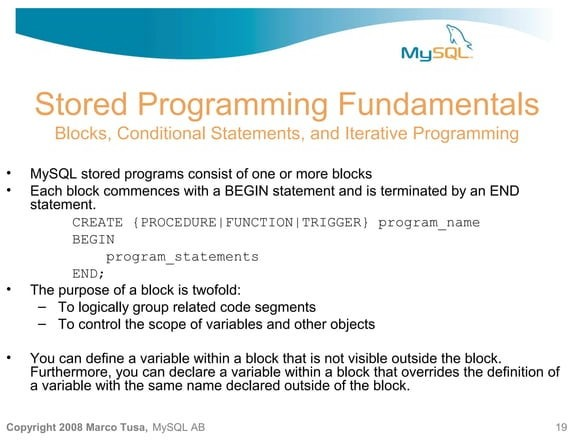 MySQL
Stored Programming Fundamentals
Blocks, Conditional Statements, and Iterative Programming
• MySQL stored programs consist of one or more blocks
• Each block commences with a BEGIN statement and is terminated by an END
statement.
CREATE {PROCEDURE|FUNCTION|TRIGGER} program_name
BEGIN
program_statements
END;
• The purpose of a block is twofold:
– To logically group related code segments
– To control the scope of variables and other objects
• You can define a variable within a block that is not visible outside the block.
Furthermore, you can declare a variable within a block that overrides the definition of
a variable with the same name declared outside of the block.
Copyright 2008 Marco Tusa, MySQL AB 19